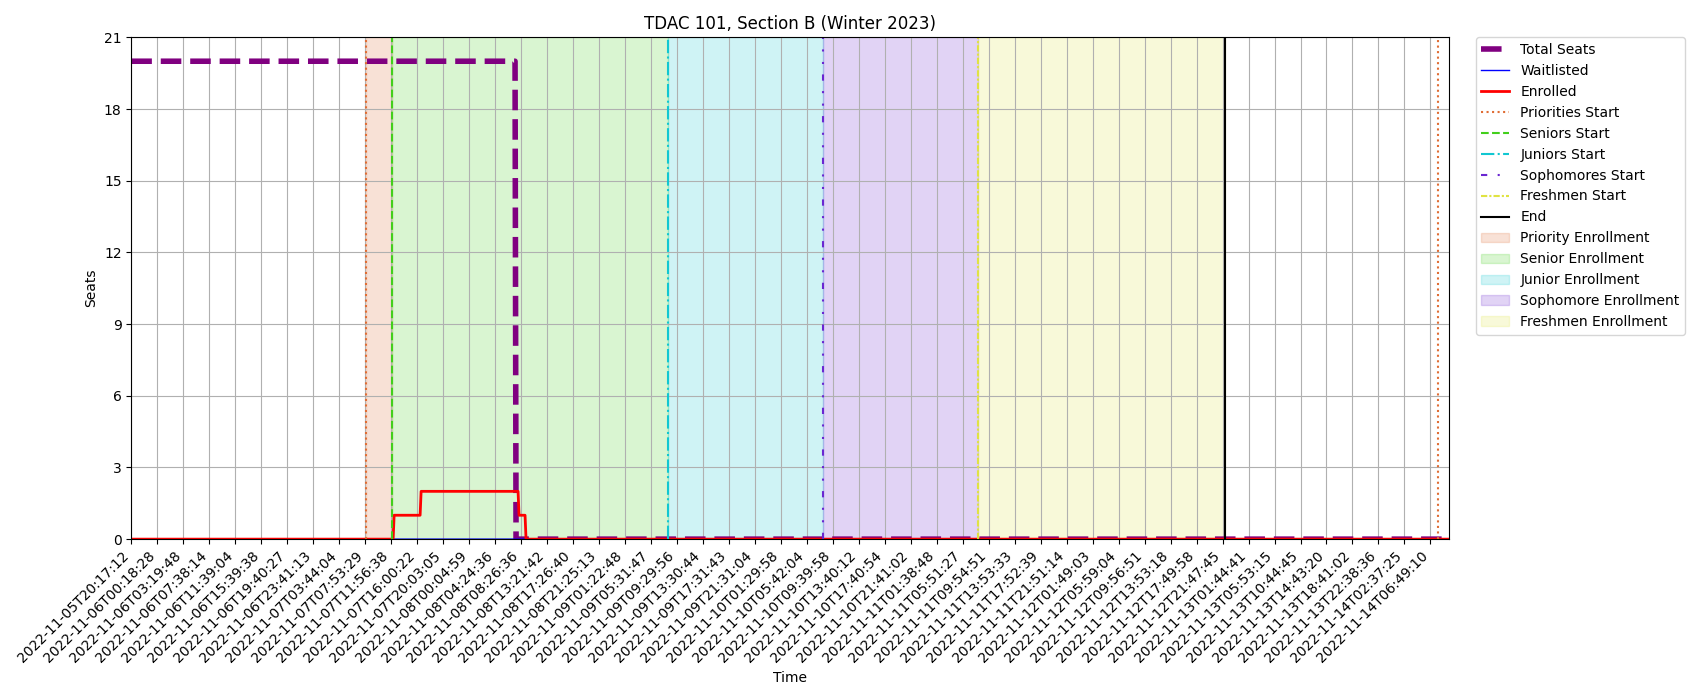 TDAC 101, Section B (Winter 2023)
21
18
15
12
9
6
3
0
Seats
2022-11-05T20:17:12
2022-11-06T00:18:28
2022-11-06T03:19:48
2022-11-06T07:38:14
2022-11-06T11:39:04
2022-11-06T15:39:38
2022-11-06T19:40:27
2022-11-06T23:41:13
2022-11-07T03:44:04
2022-11-07T07:53:29
2022-11-07T11:56:38
2022-11-07T16:00:22
2022-11-07T20:03:05
2022-11-08T00:04:59
2022-11-08T04:24:36
2022-11-08T08:26:36
2022-11-08T13:21:42
2022-11-08T17:26:40
2022-11-08T21:25:13
2022-11-09T01:22:48
2022-11-09T05:31:47
2022-11-09T09:29:56
2022-11-09T13:30:44
2022-11-09T17:31:43
2022-11-09T21:31:04
2022-11-10T01:29:58
2022-11-10T05:42:04
2022-11-10T09:39:58
2022-11-10T13:40:12
2022-11-10T17:40:54
2022-11-10T21:41:02
2022-11-11T01:38:48
2022-11-11T05:51:27
2022-11-11T09:54:51
2022-11-11T13:53:33
2022-11-11T17:52:39
2022-11-11T21:51:14
2022-11-12T01:49:03
2022-11-12T05:59:04
2022-11-12T09:56:51
2022-11-12T13:53:18
2022-11-12T17:49:58
2022-11-12T21:47:45
2022-11-13T01:44:41
2022-11-13T05:53:15
2022-11-13T10:44:45
2022-11-13T14:43:20
2022-11-13T18:41:02
2022-11-13T22:38:36
2022-11-14T02:37:25
2022-11-14T06:49:10
Time
Total Seats
Waitlisted
Enrolled
Priorities Start
Seniors Start
Juniors Start
Sophomores Start
Freshmen Start
End
Priority Enrollment
Senior Enrollment
Junior Enrollment
Sophomore Enrollment
Freshmen Enrollment